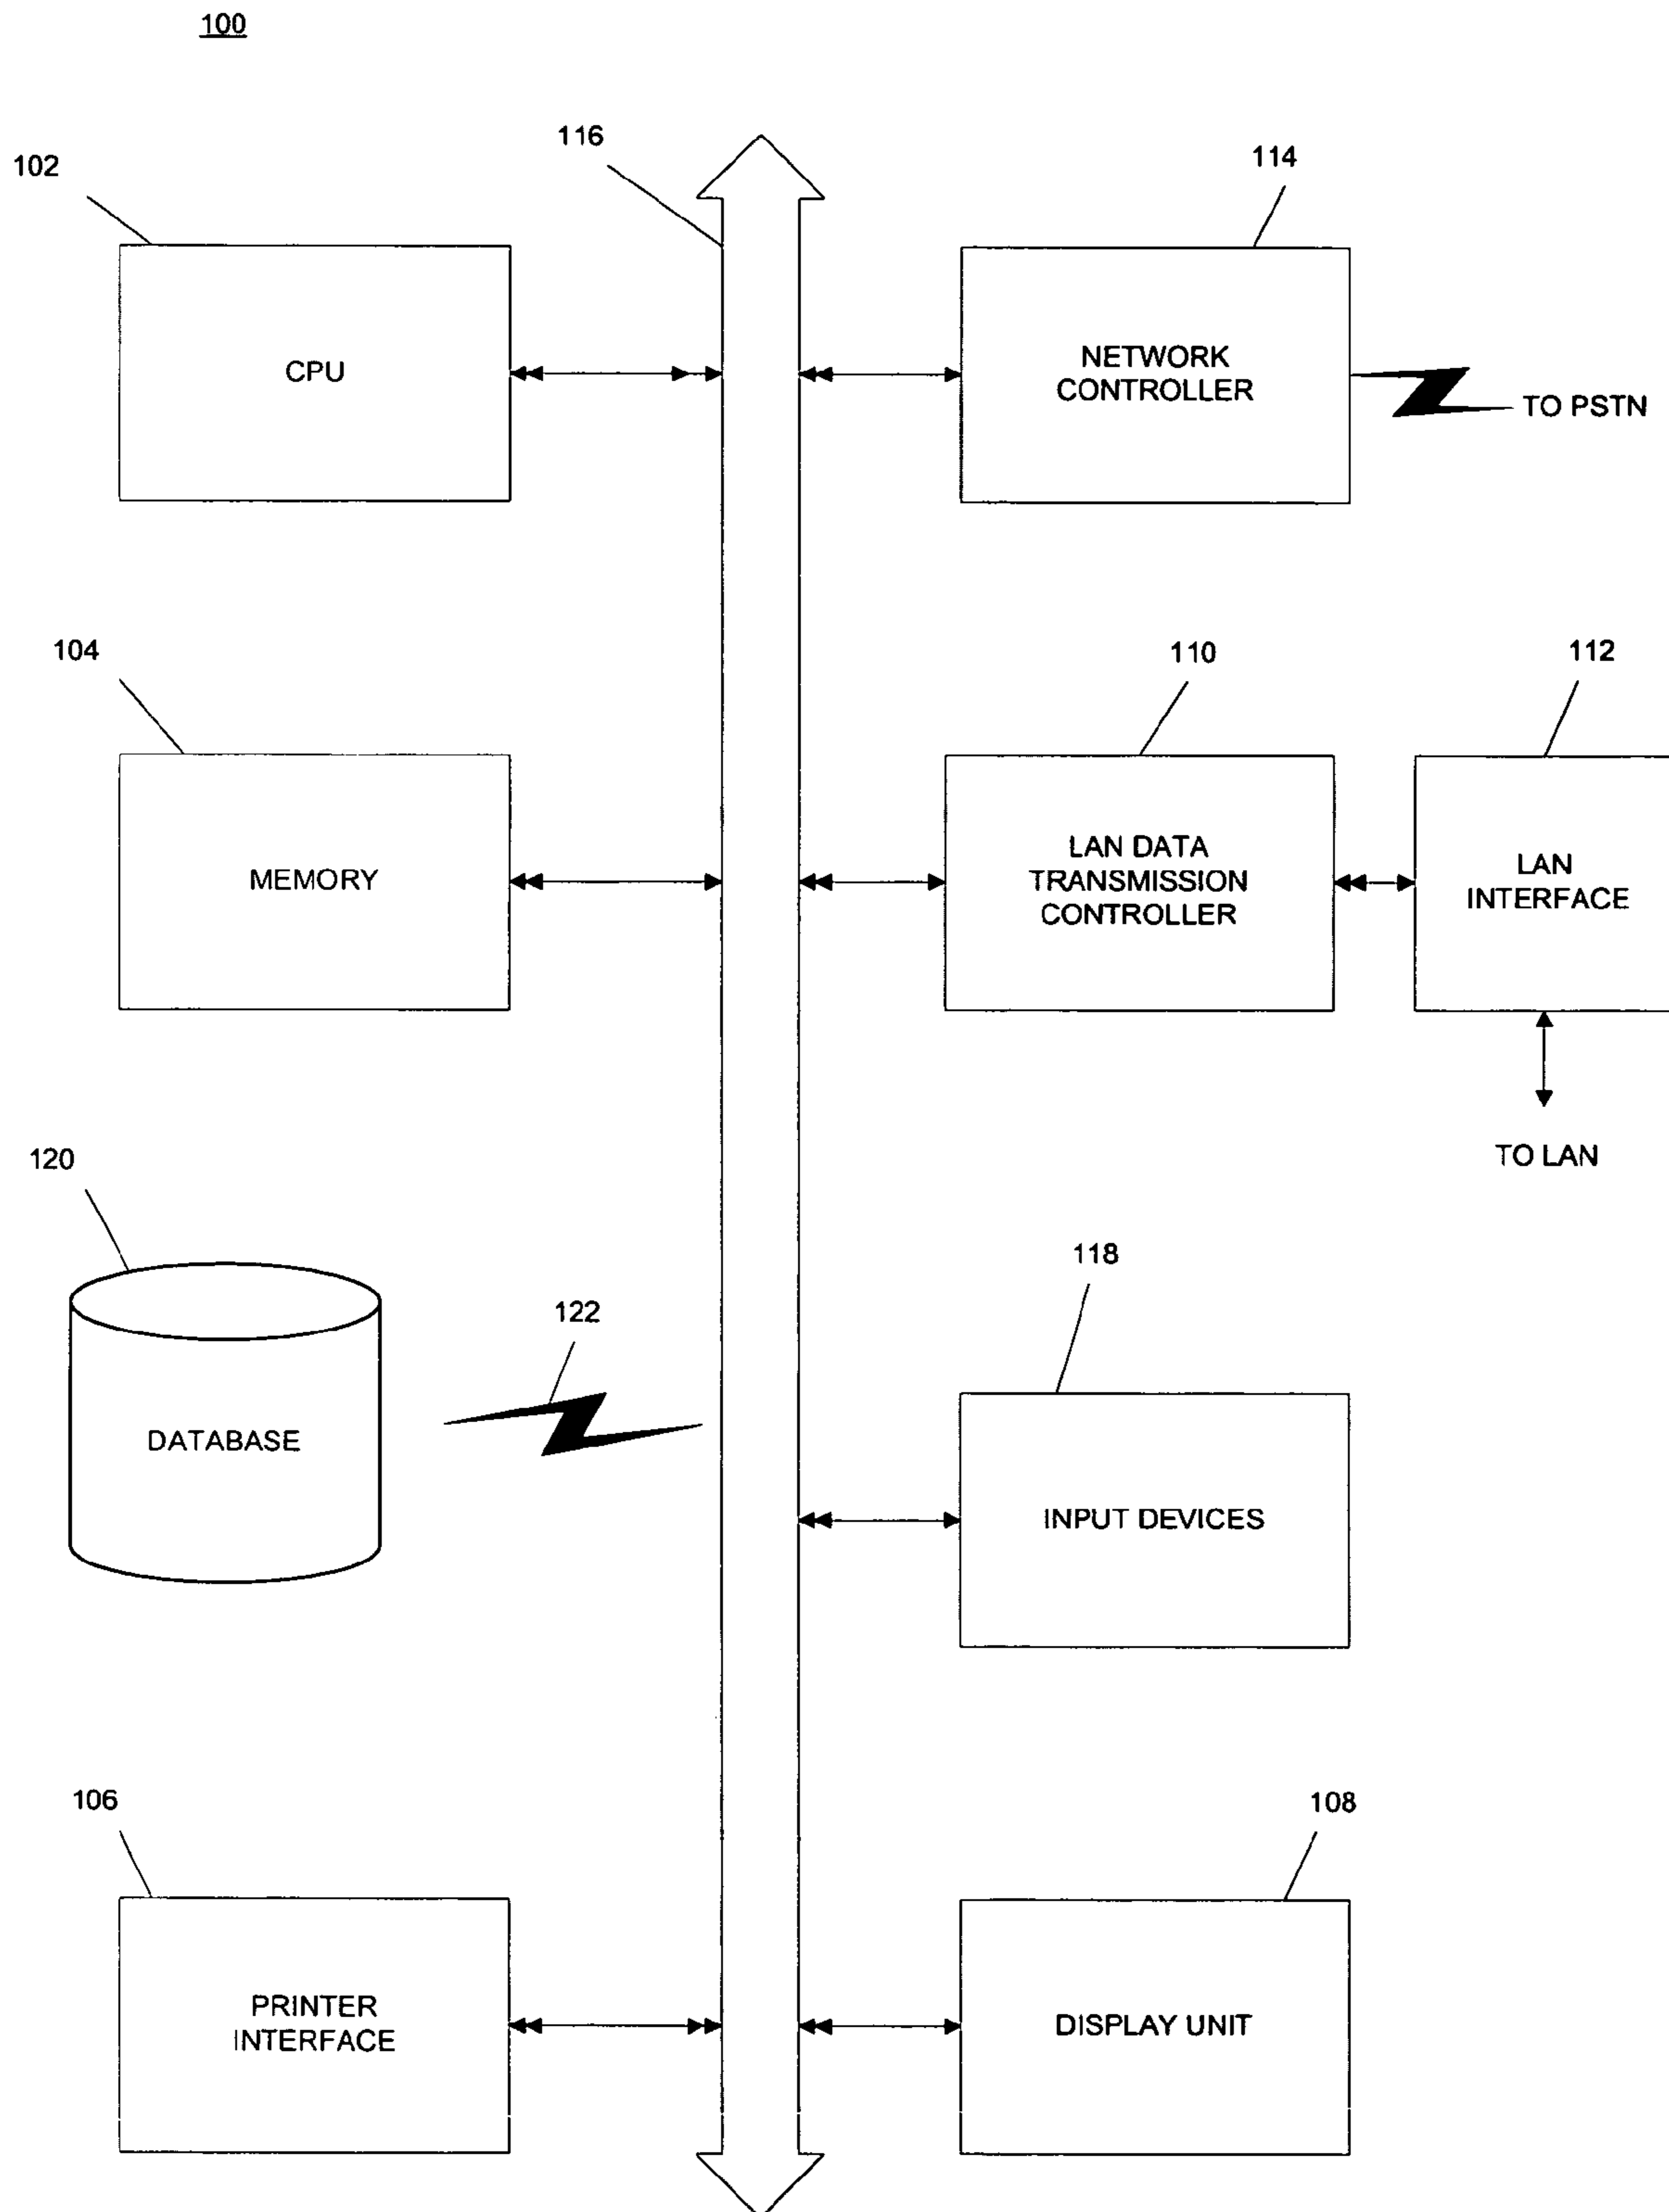 100
116
114
102
CPU
NETWORK
CONTROLLER
TO PSTN
104
110
112
MEMORY
LAN DATA
TRANSMISSION
CONTROLLER
LAN
INTERFACE
TO LAN
120
118
122
DATABASE
INPUT DEVICES
106
108
PRINTER
INTERFACE
DISPLAY UNIT